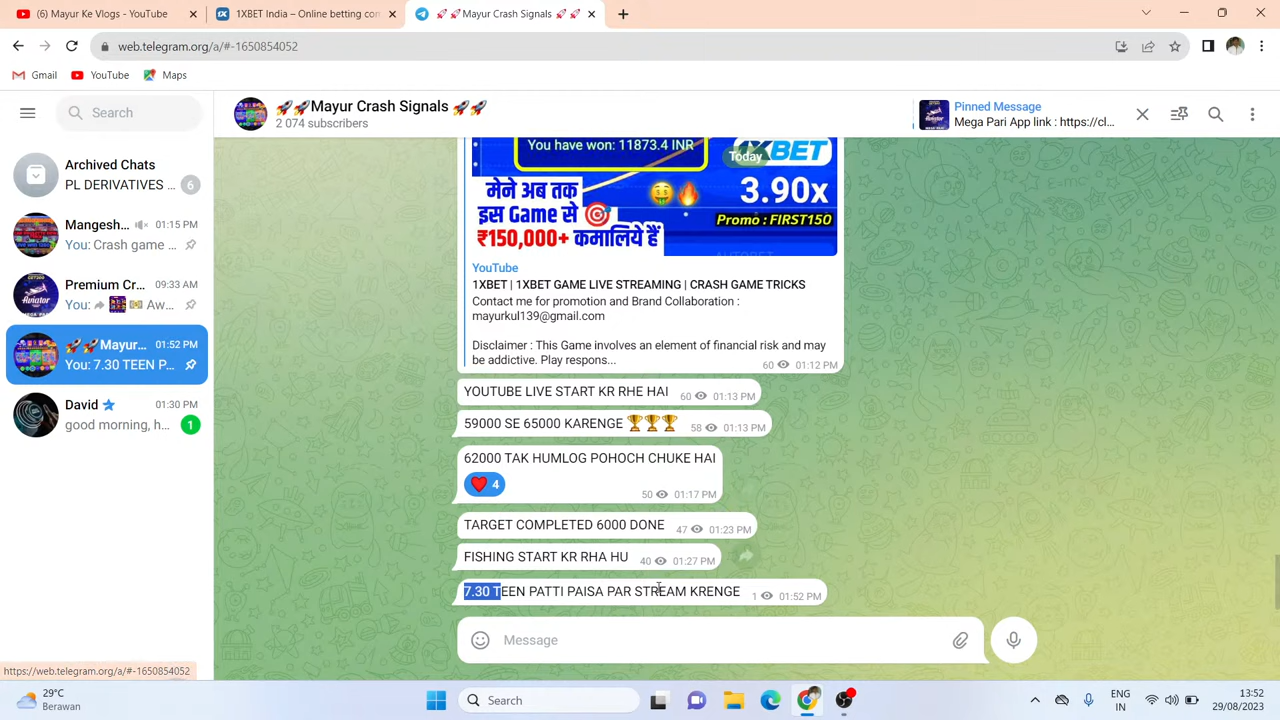 (6) Mayur Ke Vlogs - YouTube
1XBET India – Online betting co
🚀🚀Mayur Crash Signals 🚀🚀
web.telegram.org/a/#-1650854052
Gmail
YouTube
Maps
Search
🚀🚀Mayur Crash Signals 🚀🚀
2 074 subscribers
Pinned Message
Mega Pari App link : https://cl...
Archived Chats
PL DERIVATIVES ... 6
Mangesh... 01:15 PM
You: Crash game ...
Premium Cr... 09:33 AM
You: Aw...
🚀🚀Mayur... 01:52 PM
You: 7.30 TEEN P...
David 01:30 PM
good morning, h... 1
You have won: 11873.4 INR
Today
1XBET
मेने अब तक
इस Game से 🎯
₹150,000+ कमालिये हैं
🤑🔥
3.90x
Promo : FIRST150
AUTOBET
YouTube
1XBET | 1XBET GAME LIVE STREAMING | CRASH GAME TRICKS
Contact me for promotion and Brand Collaboration :
mayurkul139@gmail.com
Disclaimer : This Game involves an element of financial risk and may
be addictive. Play respons...
60 01:12 PM
YOUTUBE LIVE START KR RHE HAI 60 01:13 PM
59000 SE 65000 KARENGE 🏆🏆🏆 58 01:13 PM
62000 TAK HUMLOG POHOCH CHUKE HAI
❤️ 4 50 01:17 PM
TARGET COMPLETED 6000 DONE 47 01:23 PM
FISHING START KR RHA HU 40 01:27 PM
7.30 TEEN PATTI PAISA PAR STREAM KRENGE 1 01:52 PM
Message
https://web.telegram.org/a/#-1650854052
29°C
Berawan
Search
ENG
IN
13:52
29/08/2023